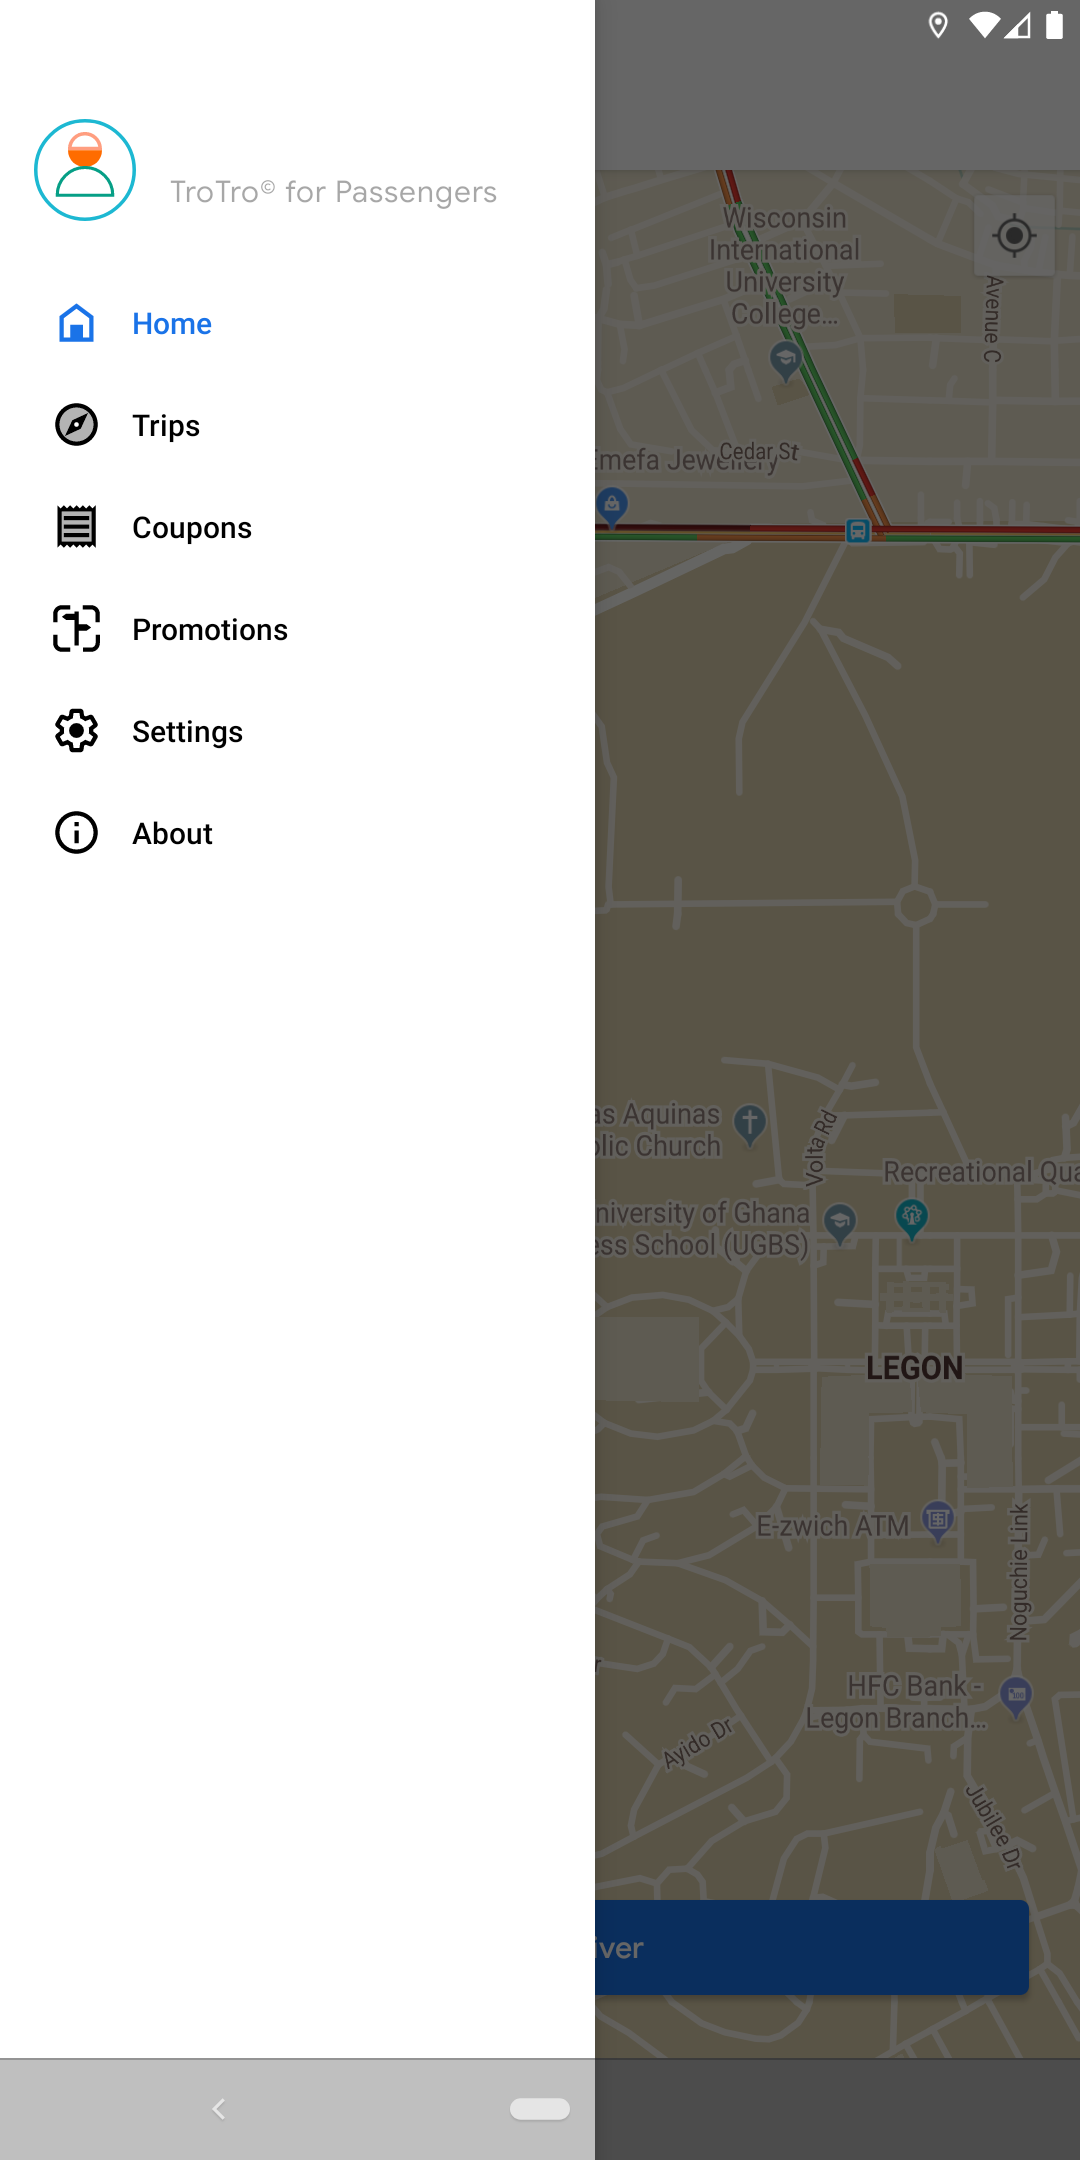 TroTro© for Passengers
Home
Trips
Coupons
Promotions
Settings
About
Wisconsin
International
University
College...
Avenue C
Cedar St
Emefa Jewellery
as Aquinas
olic Church
Volta Rd
Recreational Qua
niversity of Ghana
ess School (UGBS)
LEGON
E-zwich ATM
Noguchie Link
HFC Bank -
Legon Branch...
Ayido Dr
Jubilee Dr
iver